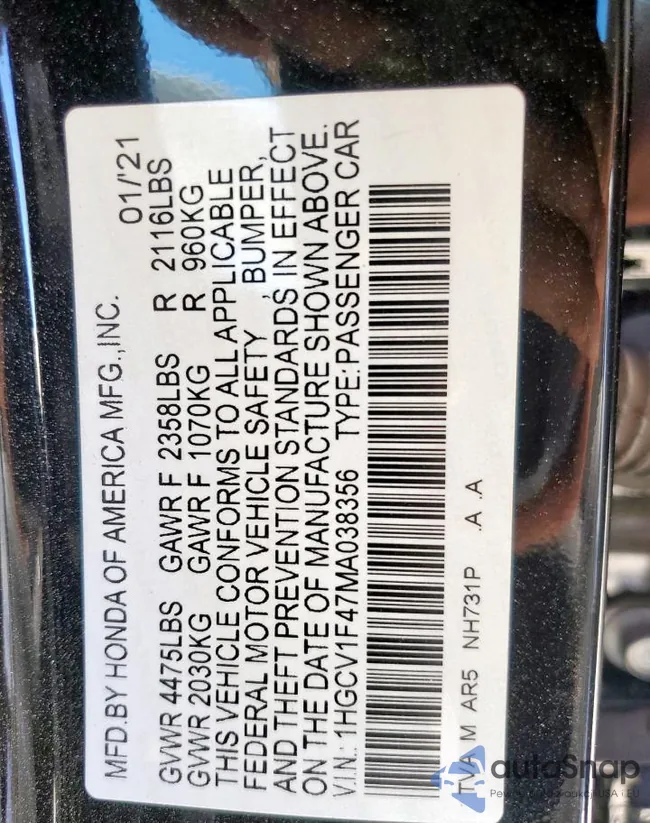 MFD.BY HONDA OF AMERICA MFG.,INC. 01/'21
GVWR 4475LBS GAWR F 2358LBS R 2116LBS
GVWR 2030KG GAWR F 1070KG R 960KG
THIS VEHICLE CONFORMS TO ALL APPLICABLE
FEDERAL MOTOR VEHICLE SAFETY, BUMPER,
AND THEFT PREVENTION STANDARDS IN EFFECT
ON THE DATE OF MANUFACTURE SHOWN ABOVE.
V.I.N.: 1HGCV1F47MA038356 TYPE:PASSENGER CAR
TVA M AR5 NH731P .A .A
autoSnap